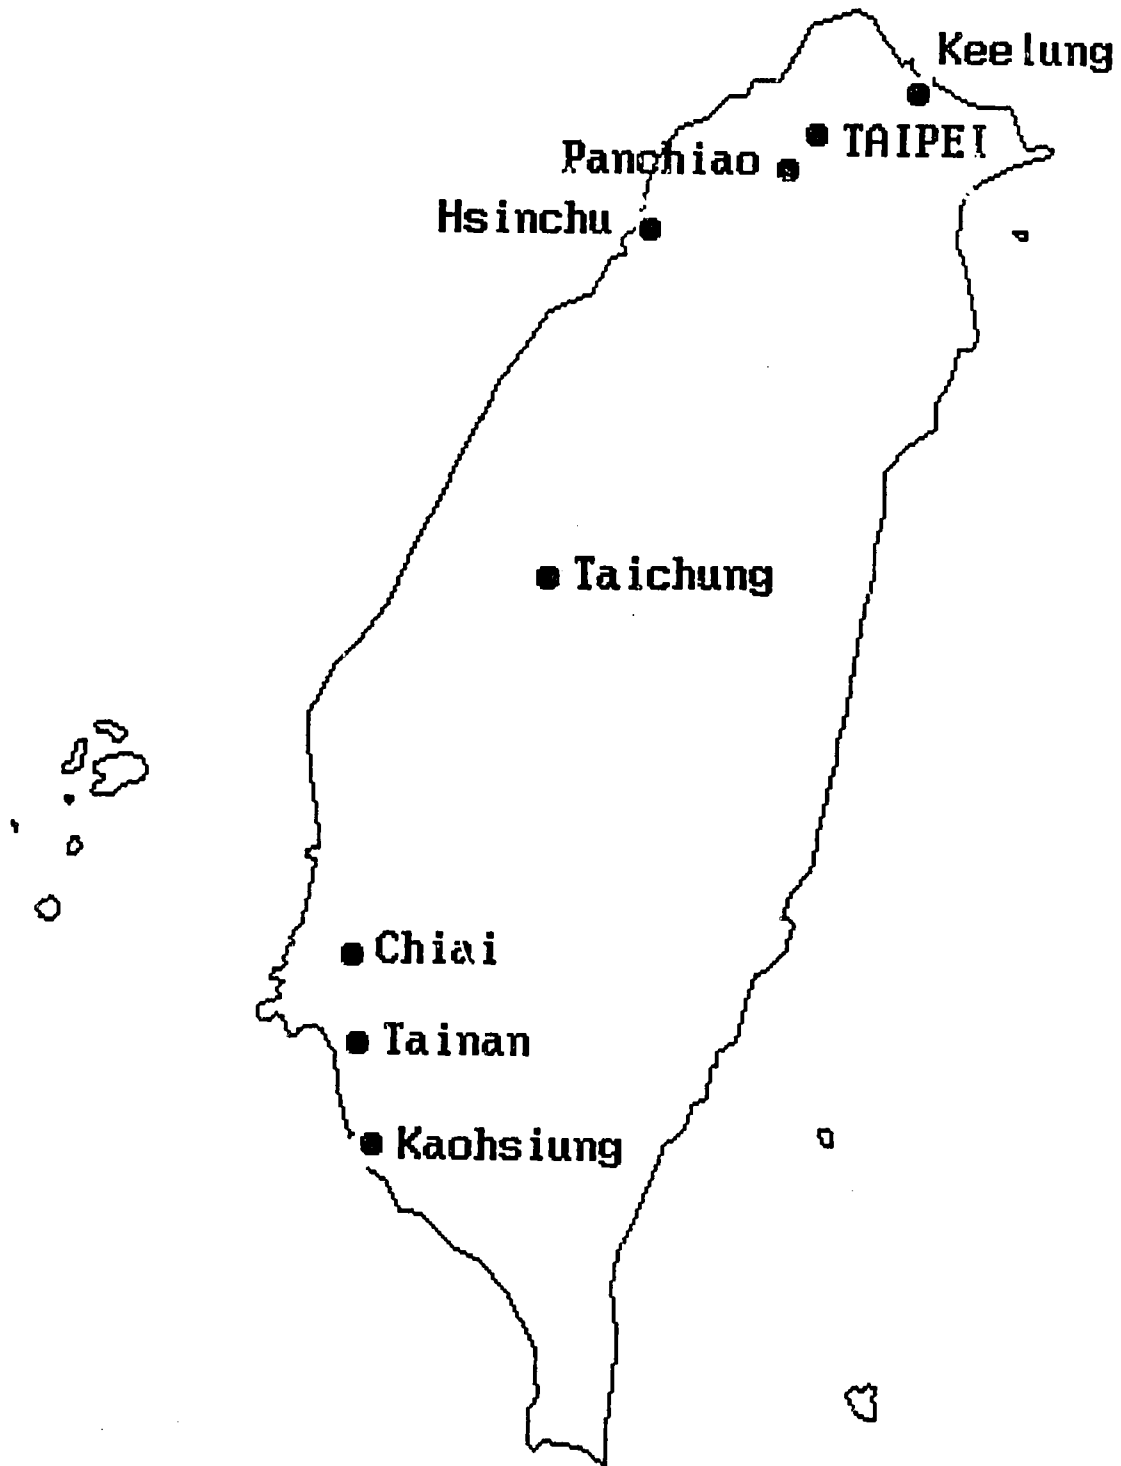 Keelung
TAIPEI
Panchiao
Hsinchu
Taichung
Chiai
Tainan
Kaohsiung